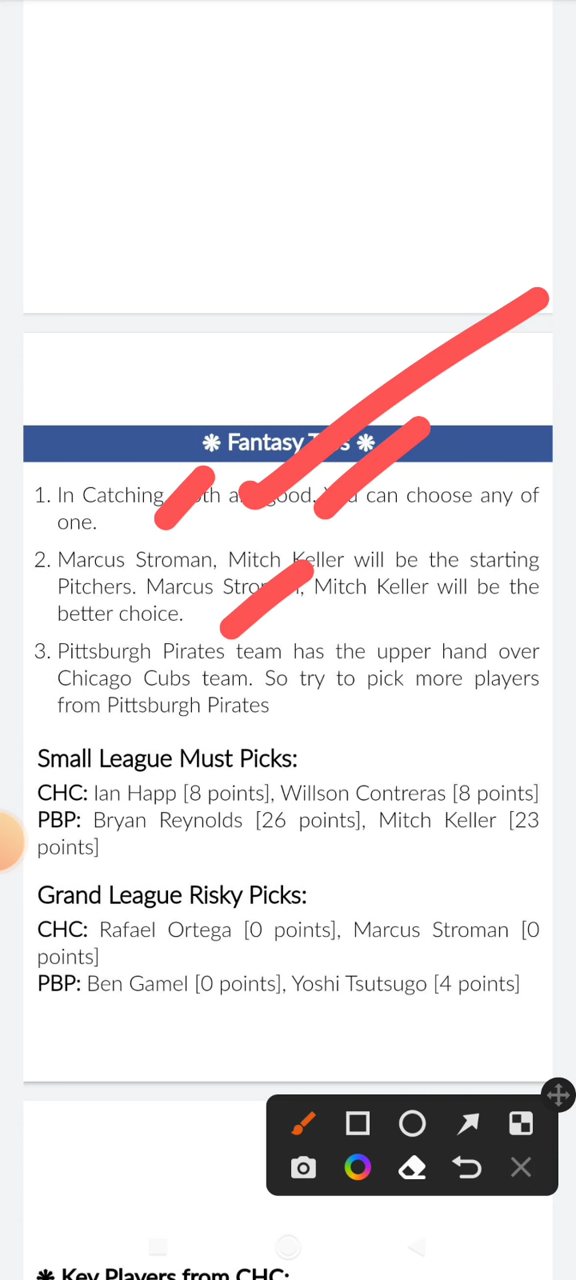 ❋ Fantasy ❋
1. In Catching can choose any of
one.
2. Marcus Stroman, Mitch Keller will be the starting
Pitchers. Marcus Mitch Keller will be the
better choice.
3. Pittsburgh Pirates team has the upper hand over
Chicago Cubs team. So try to pick more players
from Pittsburgh Pirates
Small League Must Picks:
CHC: Ian Happ [8 points], Willson Contreras [8 points]
PBP: Bryan Reynolds [26 points], Mitch Keller [23
points]
Grand League Risky Picks:
CHC: Rafael Ortega [0 points], Marcus Stroman [0
points]
PBP: Ben Gamel [0 points], Yoshi Tsutsugo [4 points]
❋ Key Players from CHC: